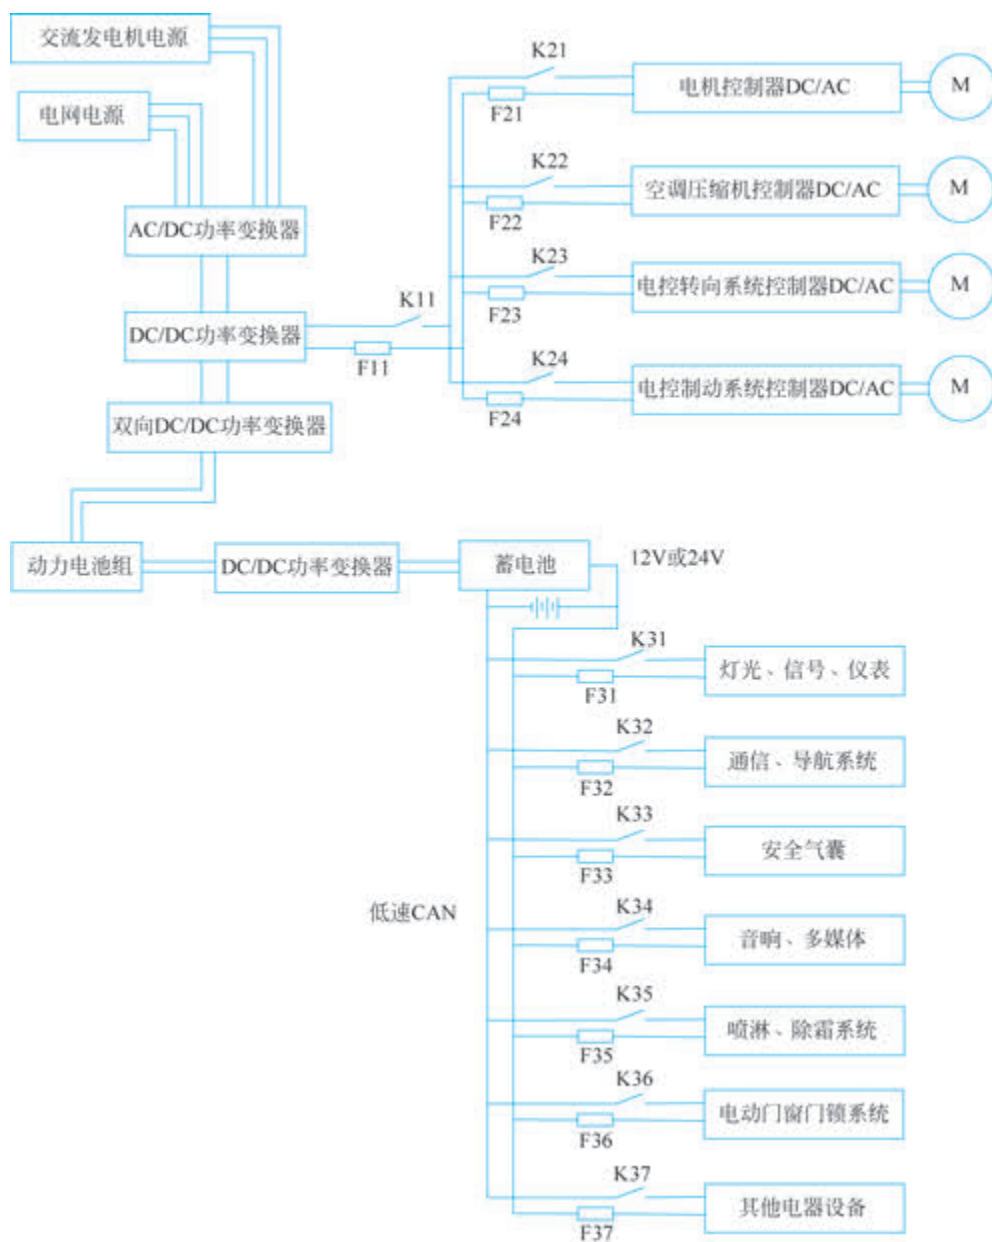 交流发电机电源
电网电源
AC/DC功率变换器
DC/DC功率变换器
双向DC/DC功率变换器
K11
F11
K21
F21
电机控制器DC/AC
M
K22
F22
空调压缩机控制器DC/AC
M
K23
F23
电控转向系统控制器DC/AC
M
K24
F24
电控制动系统控制器DC/AC
M
动力电池组
DC/DC功率变换器
蓄电池
12V或24V
低速CAN
K31
F31
灯光、信号、仪表
K32
F32
通信、导航系统
K33
F33
安全气囊
K34
F34
音响、多媒体
K35
F35
喷淋、除霜系统
K36
F36
电动门窗门锁系统
K37
F37
其他电器设备